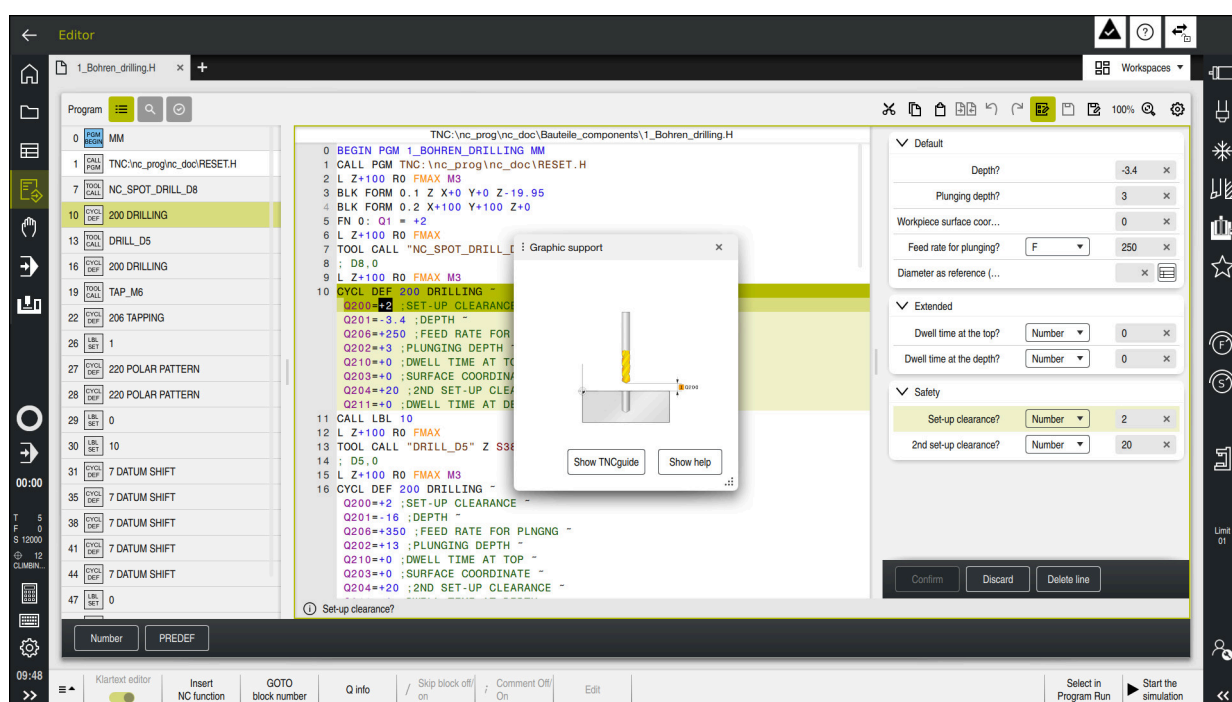 Editor
1_Bohren_drilling.H × +
Workspaces
Program
100%
0 PGM BEGIN MM
1 CALL PGM TNC:\nc_prog\nc_doc\RESET.H
7 TOOL CALL NC_SPOT_DRILL_D8
10 CYCL DEF 200 DRILLING
13 TOOL CALL DRILL_D5
16 CYCL DEF 200 DRILLING
19 TOOL CALL TAP_M6
22 CYCL DEF 206 TAPPING
26 LBL SET 1
27 CYCL DEF 220 POLAR PATTERN
28 CYCL DEF 220 POLAR PATTERN
29 LBL SET 0
30 LBL SET 10
31 CYCL DEF 7 DATUM SHIFT
35 CYCL DEF 7 DATUM SHIFT
38 CYCL DEF 7 DATUM SHIFT
41 CYCL DEF 7 DATUM SHIFT
44 CYCL DEF 7 DATUM SHIFT
47 LBL SET 0
TNC:\nc_prog\nc_doc\Bauteile_components\1_Bohren_drilling.H
0 BEGIN PGM 1_BOHREN_DRILLING MM
1 CALL PGM TNC:\nc_prog\nc_doc\RESET.H
2 L Z+100 R0 FMAX M3
3 BLK FORM 0.1 Z X+0 Y+0 Z-19.95
4 BLK FORM 0.2 X+100 Y+100 Z+0
5 FN 0: Q1 = +2
6 L Z+100 R0 FMAX
7 TOOL CALL "NC_SPOT_DRILL_
8 ; D8,0
9 L Z+100 R0 FMAX M3
10 CYCL DEF 200 DRILLING ~
Q200=+2 ;SET-UP CLEARANCE
Q201=-3.4 ;DEPTH ~
Q206=+250 ;FEED RATE FOR
Q202=+3 ;PLUNGING DEPTH ~
Q210=+0 ;DWELL TIME AT TO
Q203=+0 ;SURFACE COORDINA
Q204=+20 ;2ND SET-UP CLEA
Q211=+0 ;DWELL TIME AT DE
11 CALL LBL 10
12 L Z+100 R0 FMAX
13 TOOL CALL "DRILL_D5" Z S38
14 ; D5,0
15 L Z+100 R0 FMAX M3
16 CYCL DEF 200 DRILLING ~
Q200=+2 ;SET-UP CLEARANCE ~
Q201=-16 ;DEPTH ~
Q206=+350 ;FEED RATE FOR PLNGNG ~
Q202=+13 ;PLUNGING DEPTH ~
Q210=+0 ;DWELL TIME AT TOP ~
Q203=+0 ;SURFACE COORDINATE ~
Q204=+20 ;2ND SET-UP CLEARANCE ~
Set-up clearance?
Graphic support ×
Q200
Show TNCguide Show help
Default
Depth? -3.4 ×
Plunging depth? 3 ×
Workpiece surface coor... 0 ×
Feed rate for plunging? F 250 ×
Diameter as reference (... ×
Extended
Dwell time at the top? Number 0 ×
Dwell time at the depth? Number 0 ×
Safety
Set-up clearance? Number 2 ×
2nd set-up clearance? Number 20 ×
Confirm Discard Delete line
Number PREDEF
00:00
T 5
F 0
S 12000
12
CLIMBIN...
09:48
F
S
Limit
01
Klartext editor
Insert
NC function
GOTO
block number
Q info
/ Skip block off/
on
; Comment Off/
On
Edit
Select in
Program Run
Start the
simulation